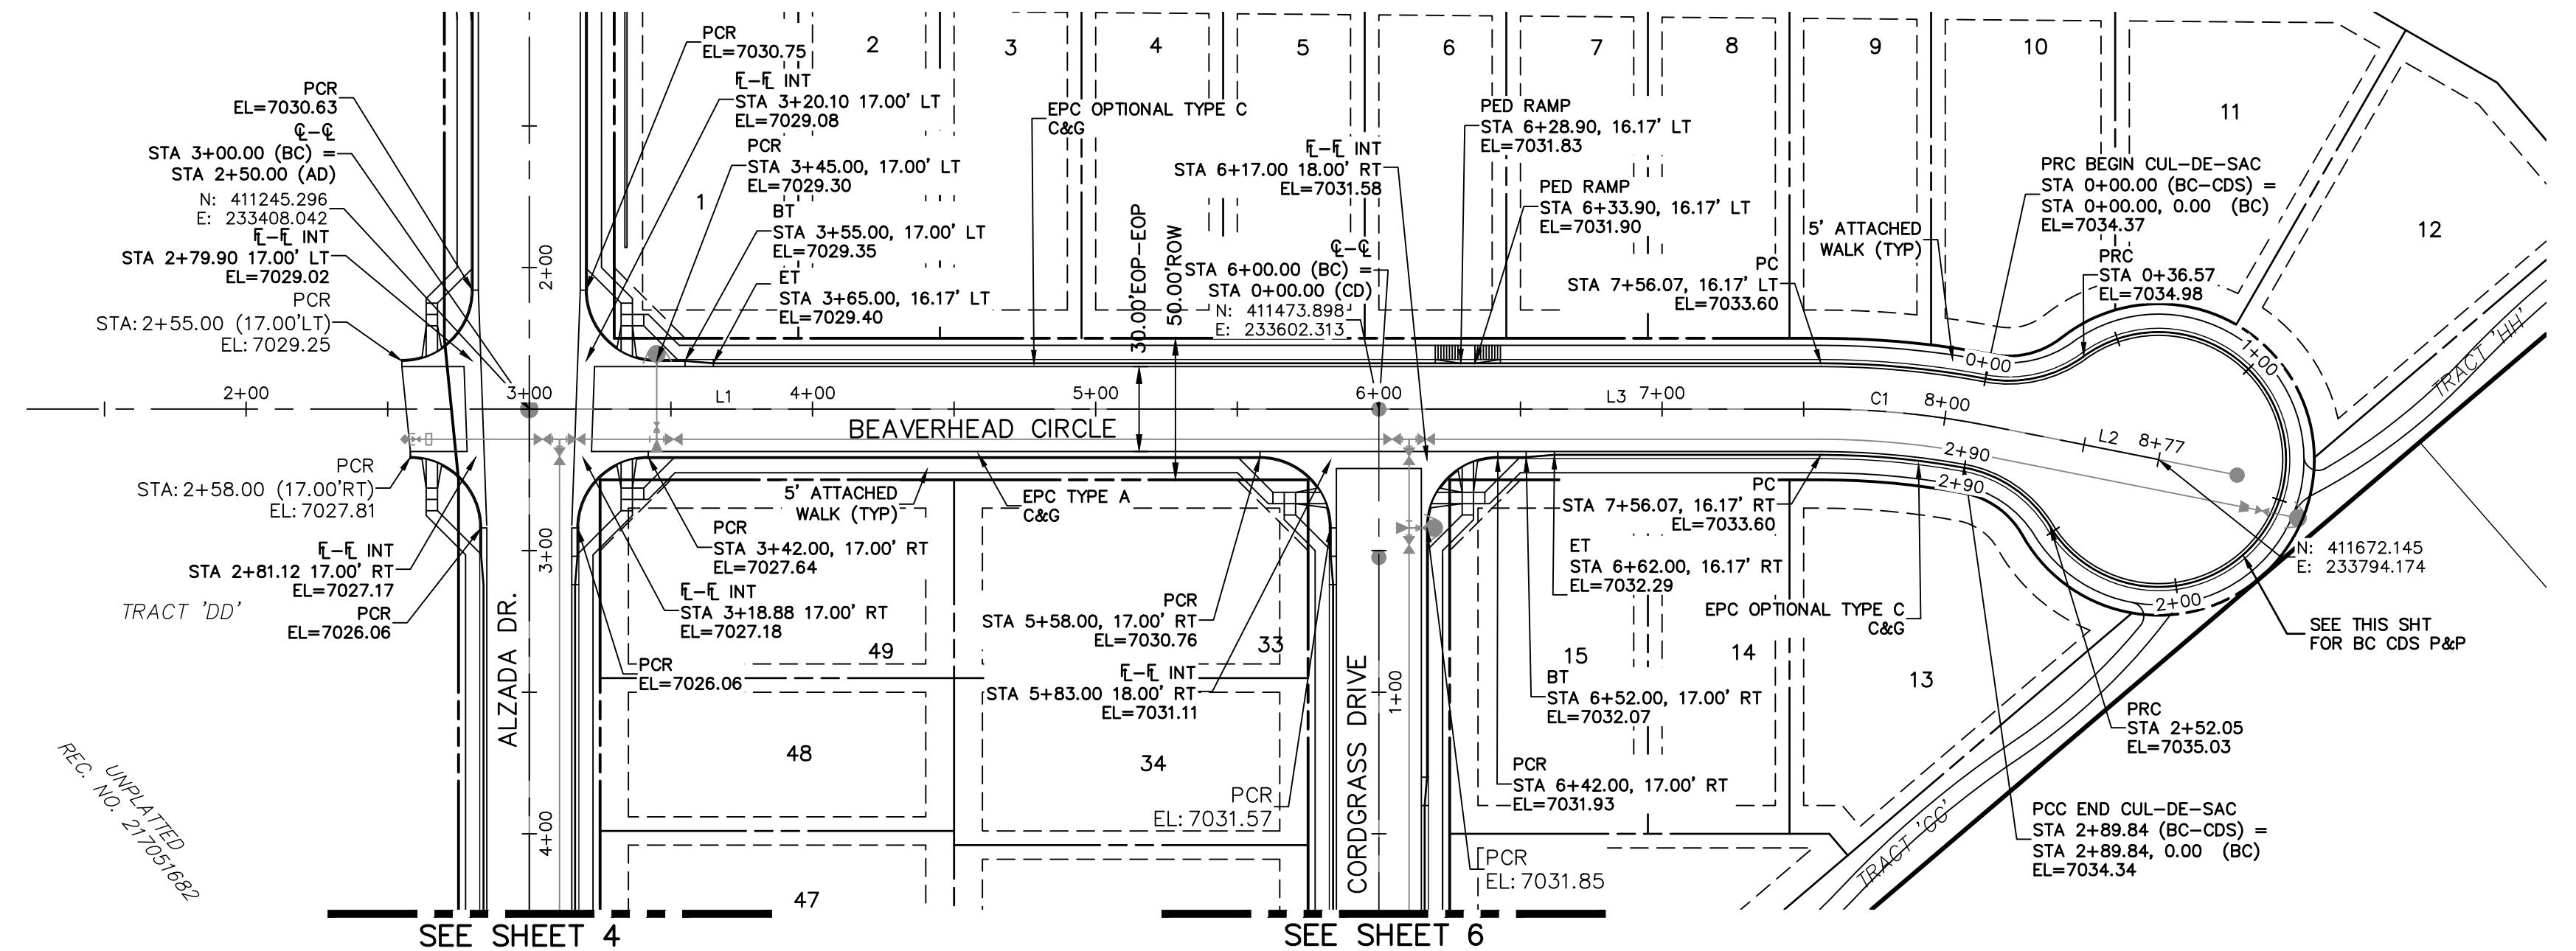 PCR
EL=7030.63
℄-℄
STA 3+00.00 (BC) =
STA 2+50.00 (AD)
N: 411245.296
E: 233408.042
FL-FL INT
STA 2+79.90 17.00' LT
EL=7029.02
PCR
STA: 2+55.00 (17.00'LT)
EL: 7029.25
PCR
EL=7030.75
FL-FL INT
STA 3+20.10 17.00' LT
EL=7029.08
PCR
STA 3+45.00, 17.00' LT
EL=7029.30
BT
STA 3+55.00, 17.00' LT
EL=7029.35
ET
STA 3+65.00, 16.17' LT
EL=7029.40
1
2
3
4
5
6
7
8
9
10
11
12
EPC OPTIONAL TYPE C
C&G
30.00'EOP-EOP
50.00'ROW
FL-FL INT
STA 6+17.00 18.00' RT
EL=7031.58
℄-℄
STA 6+00.00 (BC) =
STA 0+00.00 (CD)
N: 411473.898
E: 233602.313
PED RAMP
STA 6+28.90, 16.17' LT
EL=7031.83
PED RAMP
STA 6+33.90, 16.17' LT
EL=7031.90
PC
STA 7+56.07, 16.17' LT
EL=7033.60
5' ATTACHED
WALK (TYP)
PRC BEGIN CUL-DE-SAC
STA 0+00.00 (BC-CDS) =
STA 0+00.00, 0.00 (BC)
EL=7034.37
PRC
STA 0+36.57
EL=7034.98
TRACT 'HH'
0+00
1+00
2+00
2+00
3+00
L1
4+00
5+00
6+00
L3
7+00
C1
8+00
L2
8+77
BEAVERHEAD CIRCLE
2+90
2+90
2+00
PCR
STA: 2+58.00 (17.00'RT)
EL: 7027.81
FL-FL INT
STA 2+81.12 17.00' RT
EL=7027.17
PCR
EL=7026.06
TRACT 'DD'
UNPLATTED
REC. NO. 217051682
ALZADA DR.
3+00
4+00
5' ATTACHED
WALK (TYP)
EPC TYPE A
C&G
PCR
STA 3+42.00, 17.00' RT
EL=7027.64
FL-FL INT
STA 3+18.88 17.00' RT
EL=7027.18
PCR
EL=7026.06
49
48
47
33
34
PCR
STA 5+58.00, 17.00' RT
EL=7030.76
FL-FL INT
STA 5+83.00 18.00' RT
EL=7031.11
PCR
EL: 7031.57
CORDGRASS DRIVE
1+00
PC
STA 7+56.07, 16.17' RT
EL=7033.60
ET
STA 6+62.00, 16.17' RT
EL=7032.29
EPC OPTIONAL TYPE C
C&G
15
14
13
BT
STA 6+52.00, 17.00' RT
EL=7032.07
PCR
STA 6+42.00, 17.00' RT
EL=7031.93
PCR
EL: 7031.85
N: 411672.145
E: 233794.174
SEE THIS SHT
FOR BC CDS P&P
PRC
STA 2+52.05
EL=7035.03
PCC END CUL-DE-SAC
STA 2+89.84 (BC-CDS) =
STA 2+89.84, 0.00 (BC)
EL=7034.34
TRACT 'GG'
SEE SHEET 4
SEE SHEET 6